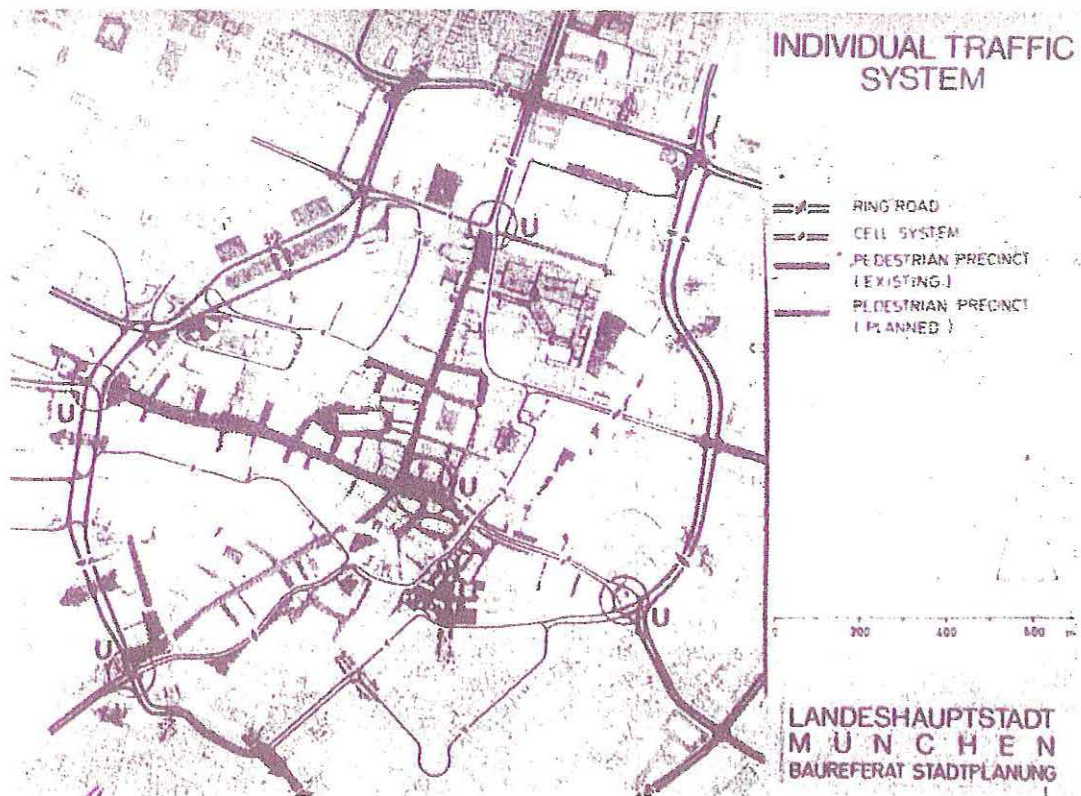 INDIVIDUAL TRAFFIC
SYSTEM
RING ROAD
CELL SYSTEM
PEDESTRIAN PRECINCT
(EXISTING)
PEDESTRIAN PRECINCT
(PLANNED)
U
U
U
U
U
0 200 400 600 m
LANDESHAUPTSTADT
MÜNCHEN
BAUREFERAT STADTPLANUNG